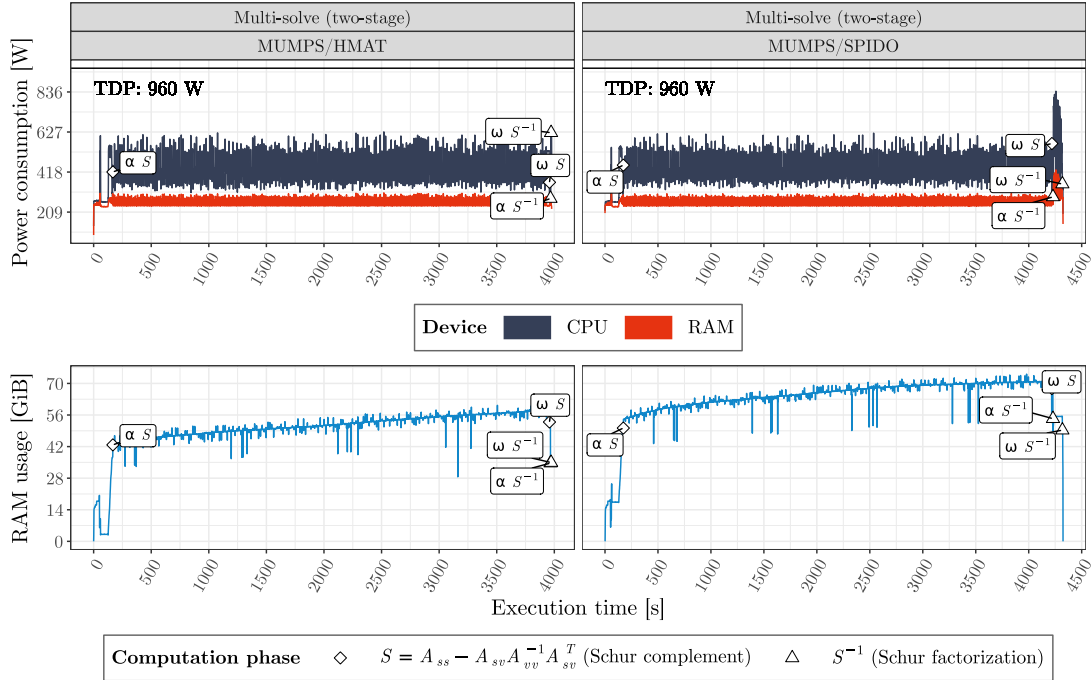 Multi-solve (two-stage)
Multi-solve (two-stage)
MUMPS/HMAT
MUMPS/SPIDO
Power consumption [W]
836
627
418
209
TDP: 960 W
α S
ω S⁻¹
ω S
α S⁻¹
TDP: 960 W
α S
ω S
ω S⁻¹
α S⁻¹
0 500 1000 1500 2000 2500 3000 3500 4000
0 500 1000 1500 2000 2500 3000 3500 4000 4500
Device CPU RAM
RAM usage [GiB]
70
56
42
28
14
0
α S
ω S
ω S⁻¹
α S⁻¹
α S
ω S
α S⁻¹
ω S⁻¹
0 500 1000 1500 2000 2500 3000 3500 4000
0 500 1000 1500 2000 2500 3000 3500 4000 4500
Execution time [s]
Computation phase ◇ S = A_ss − A_sv A_vv⁻¹ A_sv^T (Schur complement) △ S⁻¹ (Schur factorization)